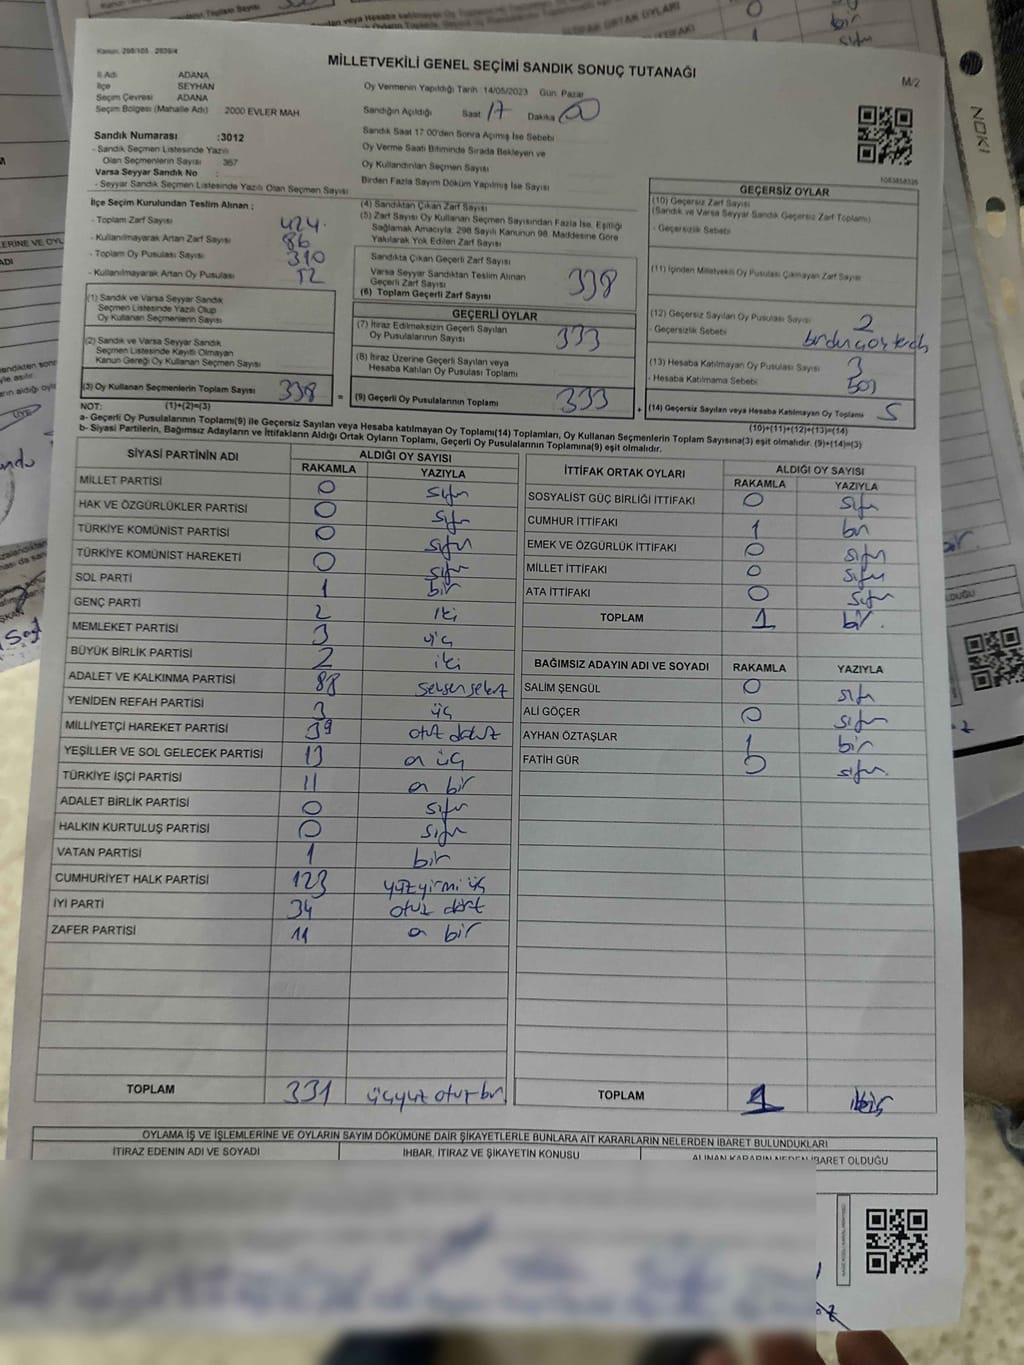 Kanun. 298/105 . 2839/4
MİLLETVEKİLİ GENEL SEÇİMİ SANDIK SONUÇ TUTANAĞI
M/2
İl Adı ADANA
İlçe SEYHAN
Seçim Çevresi ADANA
Seçim Bölgesi (Mahalle Adı) 2000 EVLER MAH.
Oy Vermenin Yapıldığı Tarih :14/05/2023 Gün: Pazar
Sandığın Açıldığı Saat 17 Dakika 00
Sandık Saat 17:00'den Sonra Açımış İse Sebebi
Oy Verme Saati Bitiminde Sırada Bekleyen ve
Oy Kullandırılan Seçmen Sayısı
Birden Fazla Sayım Döküm Yapılmış İse Sayısı
Sandık Numarası :3012
- Sandık Seçmen Listesinde Yazılı
Olan Seçmenlerin Sayısı : 367
Varsa Seyyar Sandık No :
- Seyyar Sandık Seçmen Listesinde Yazılı Olan Seçmen Sayısı
İlçe Seçim Kurulundan Teslim Alınan ;
- Toplam Zarf Sayısı 424
- Kullanılmayarak Artan Zarf Sayısı 86
- Toplam Oy Pusulası Sayısı
- Kullanılmayarak Artan Oy Pusulası
(4) Sandıktan Çıkan Zarf Sayısı
(5) Zarf Sayısı Oy Kullanan Seçmen Sayısından Fazla İse, Eşitliği
Sağlamak Amacıyla: 298 Sayılı Kanunun 98. Maddesine Göre
Yakılarak Yok Edilen Zarf Sayısı
Sandıkta Çıkan Geçerli Zarf Sayısı
Varsa Seyyar Sandıktan Teslim Alınan
Geçerli Zarf Sayısı
(6) Toplam Geçerli Zarf Sayısı 338
(1) Sandık ve Varsa Seyyar Sandık
Seçmen Listesinde Yazılı Olup
Oy Kullanan Seçmenlerin Sayısı
(2) Sandık ve Varsa Seyyar Sandık
Seçmen Listesinde Kayıtlı Olmayan
Kanun Gereği Oy Kullanan Seçmen Sayısı
(3) Oy Kullanan Seçmenlerin Toplam Sayısı 338 =
GEÇERLİ OYLAR
(7) İtiraz Edilmeksizin Geçerli Sayılan
Oy Pusulasının Sayısı 333
(8) İtiraz Üzerine Geçerli Sayılan veya
Hesaba Katılan Oy Pusulası Toplamı
(9) Geçerli Oy Pusulalarının Toplamı 333 +
GEÇERSİZ OYLAR
(10) Geçersiz Zarf Sayısı
(Sandık ve Varsa Seyyar Sandık Geçersiz Zarf Toplamı)
- Geçersizlik Sebebi
(11) İçinden Milletvekili Oy Pusulası Çıkmayan Zarf Sayısı
(12) Geçersiz Sayılan Oy Pusulası Sayısı 2
- Geçersizlik Sebebi
(13) Hesaba Katılmayan Oy Pusulası Sayısı 3
- Hesaba Katılmama Sebebi
(14) Geçersiz Sayılan veya Hesaba Katılmayan Oy Toplamı 5
NOT: (1)+(2)=(3) (10)+(11)+(12)+(13)=(14)
a- Geçerli Oy Pusulalarının Toplamı(9) ile Geçersiz Sayılan veya Hesaba katılmayan Oy Toplamı(14) Toplamları, Oy Kullanan Seçmenlerin Toplam Sayısına(3) eşit olmalıdır. (9)+(14)=(3)
b- Siyasi Partilerin, Bağımsız Adayların ve İttifakların Aldığı Ortak Oyların Toplamı, Geçerli Oy Pusulalarının Toplamına(9) eşit olmalıdır.
SİYASİ PARTİNİN ADI ALDIĞI OY SAYISI
RAKAMLA YAZIYLA
MİLLET PARTİSİ 0 sıfır
HAK VE ÖZGÜRLÜKLER PARTİSİ 0 sıfır
TÜRKİYE KOMÜNİST PARTİSİ 0 sıfır
TÜRKİYE KOMÜNİST HAREKETİ 0 sıfır
SOL PARTİ 1 bir
GENÇ PARTİ 2 iki
MEMLEKET PARTİSİ 3 üç
BÜYÜK BİRLİK PARTİSİ 2 iki
ADALET VE KALKINMA PARTİSİ 88 seksen sekiz
YENİDEN REFAH PARTİSİ 3 üç
MİLLİYETÇİ HAREKET PARTİSİ 39 otuz dokuz
YEŞİLLER VE SOL GELECEK PARTİSİ 13 on üç
TÜRKİYE İŞÇİ PARTİSİ 11 on bir
ADALET BİRLİK PARTİSİ 0 sıfır
HALKIN KURTULUŞ PARTİSİ 0 sıfır
VATAN PARTİSİ 1 bir
CUMHURİYET HALK PARTİSİ 123 yüzyirmi üç
İYİ PARTİ 34 otuz dört
ZAFER PARTİSİ 11 on bir
TOPLAM 331 üçyüz otuz bir
İTTİFAK ORTAK OYLARI ALDIĞI OY SAYISI
RAKAMLA YAZIYLA
SOSYALİST GÜÇ BİRLİĞİ İTTİFAKI 0 sıfır
CUMHUR İTTİFAKI 1 bir
EMEK VE ÖZGÜRLÜK İTTİFAKI 0 sıfır
MİLLET İTTİFAKI 0 sıfır
ATA İTTİFAKI 0 sıfır
TOPLAM 1 bir
BAĞIMSIZ ADAYIN ADI VE SOYADI RAKAMLA YAZIYLA
SALİM ŞENGÜL 0 sıfır
ALİ GÖÇER 0 sıfır
AYHAN ÖZTAŞLAR 1 bir
FATİH GÜR 0 sıfır
TOPLAM 1
OYLAMA İŞ VE İŞLEMLERİNE VE OYLARIN SAYIM DÖKÜMÜNE DAİR ŞİKAYETLERLE BUNLARA AİT KARARLARIN NELERDEN İBARET BULUNDUKLARI
İTİRAZ EDENİN ADI VE SOYADI İHBAR, İTİRAZ VE ŞİKAYETİN KONUSU ALINAN KARARIN NEDEN İBARET OLDUĞU
NOKI